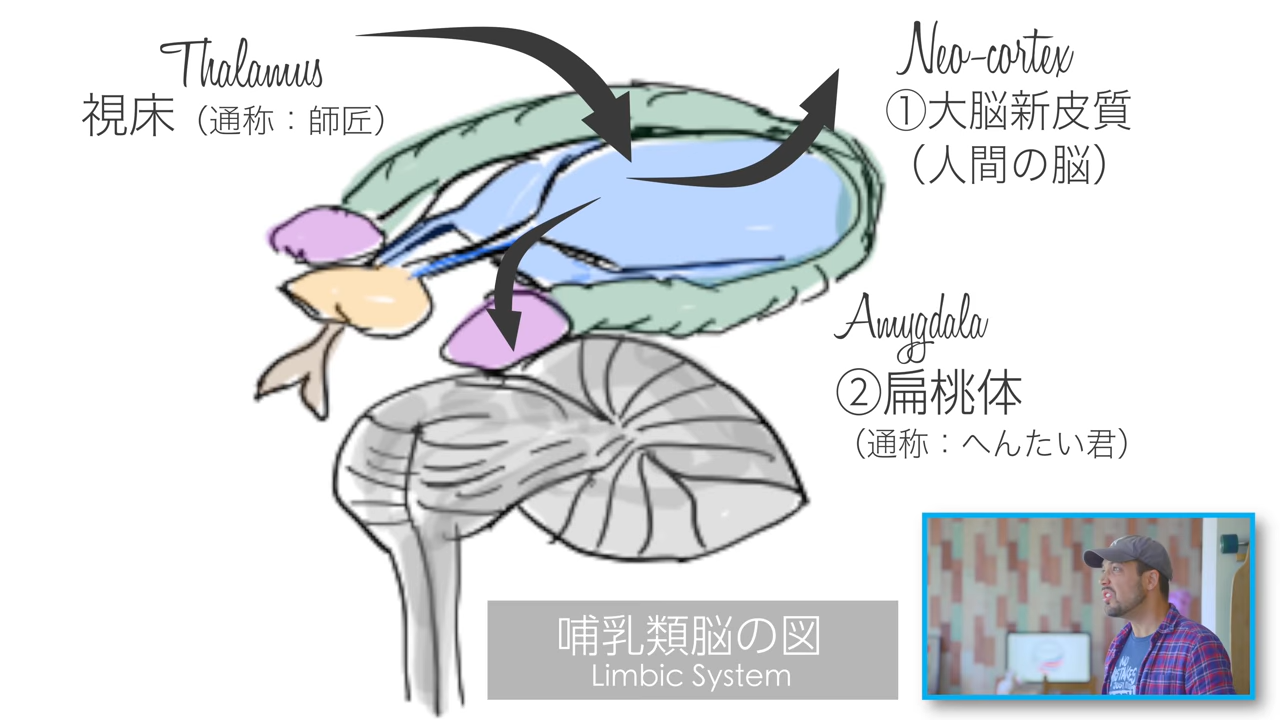 Thalamus
視床（通称：師匠）
Neo-cortex
①大脳新皮質
（人間の脳）
Amygdala
②扁桃体
（通称：へんたい君）
哺乳類脳の図
Limbic System
NO
MISTAKES